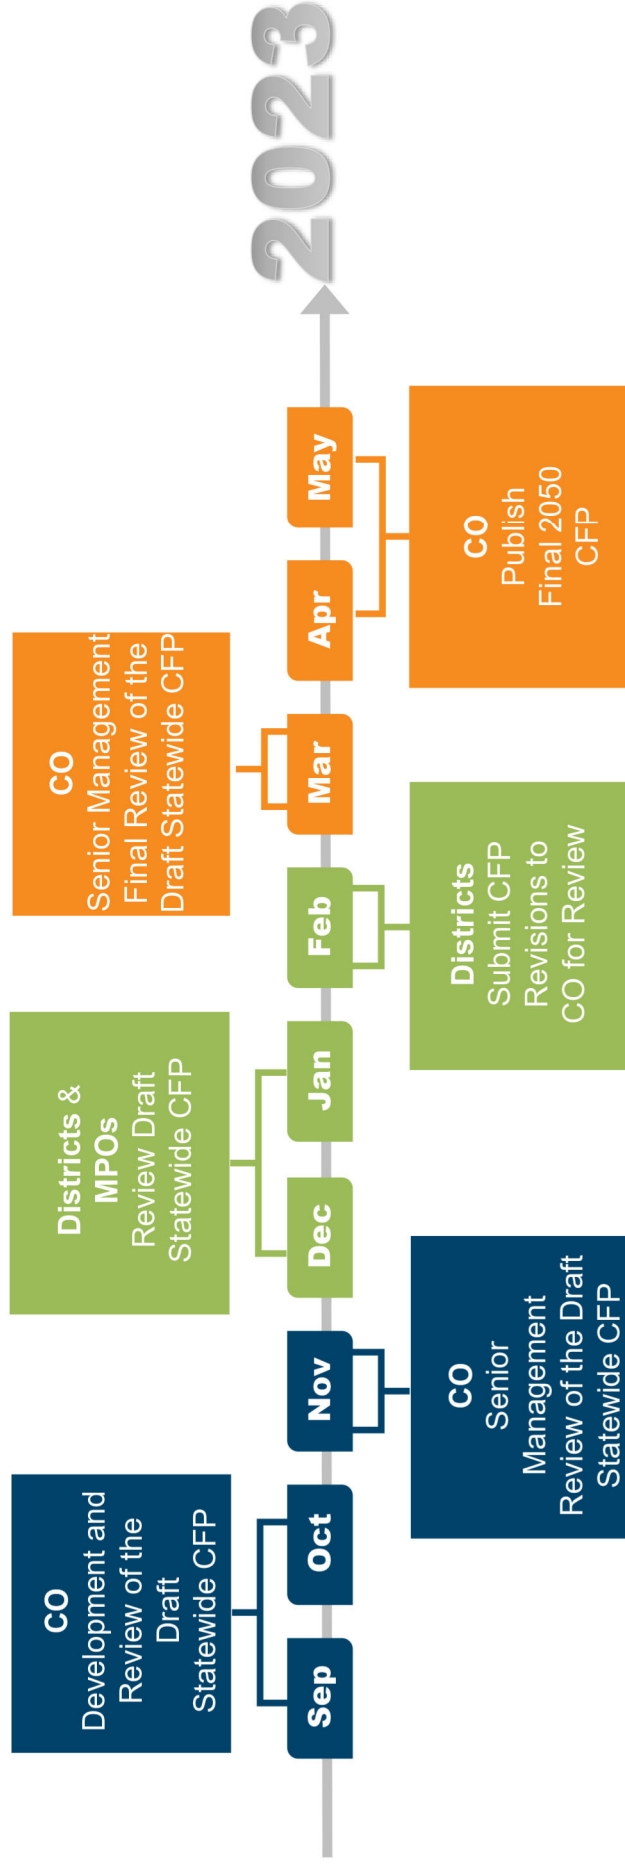 CO
Development and
Review of the
Draft
Statewide CFP
Districts &
MPOs
Review Draft
Statewide CFP
CO
Senior Management
Final Review of the
Draft Statewide CFP
Sep
Oct
Nov
Dec
Jan
Feb
Mar
Apr
May
2023
CO
Senior
Management
Review of the Draft
Statewide CFP
Districts
Submit CFP
Revisions to
CO for Review
CO
Publish
Final 2050
CFP